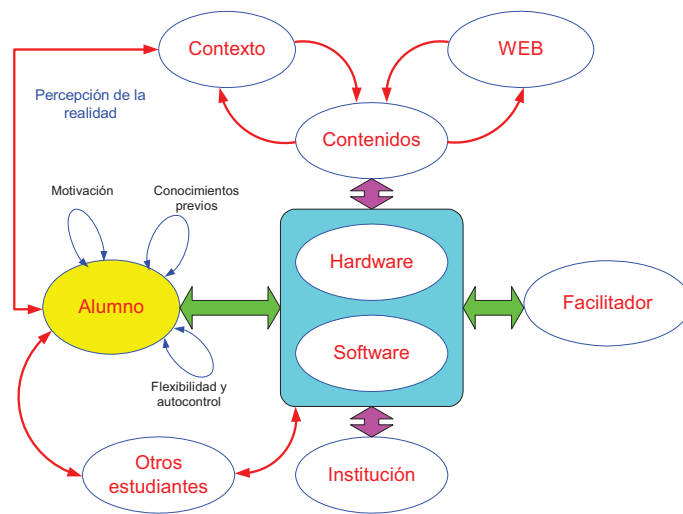 Contexto
WEB
Percepción de la
realidad
Contenidos
Motivación
Conocimientos
previos
Hardware
Alumno
Facilitador
Software
Flexibilidad y
autocontrol
Otros
estudiantes
Institución